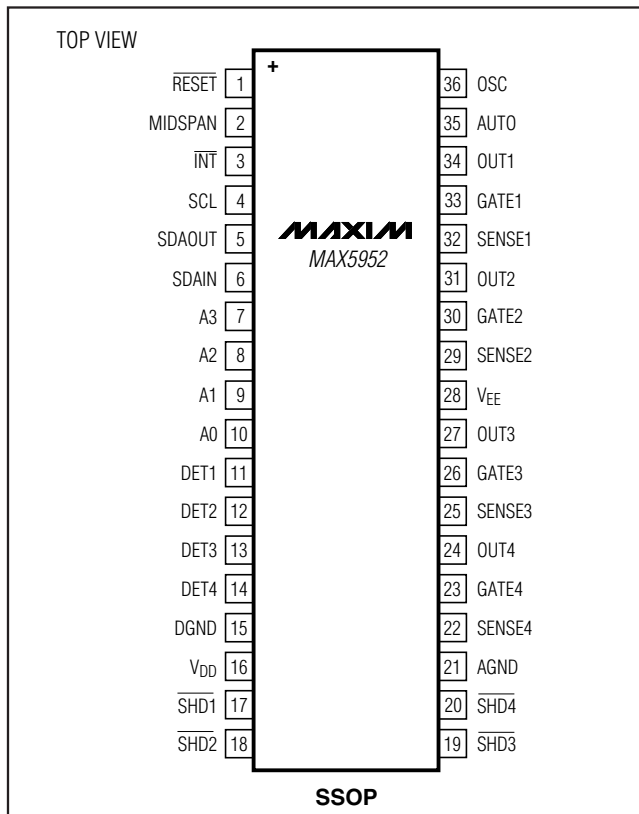 TOP VIEW
+
RESET 1
MIDSPAN 2
INT 3
SCL 4
SDAOUT 5
SDAIN 6
A3 7
A2 8
A1 9
A0 10
DET1 11
DET2 12
DET3 13
DET4 14
DGND 15
VDD 16
SHD1 17
SHD2 18
MAXIM
MAX5952
36 OSC
35 AUTO
34 OUT1
33 GATE1
32 SENSE1
31 OUT2
30 GATE2
29 SENSE2
28 VEE
27 OUT3
26 GATE3
25 SENSE3
24 OUT4
23 GATE4
22 SENSE4
21 AGND
20 SHD4
19 SHD3
SSOP